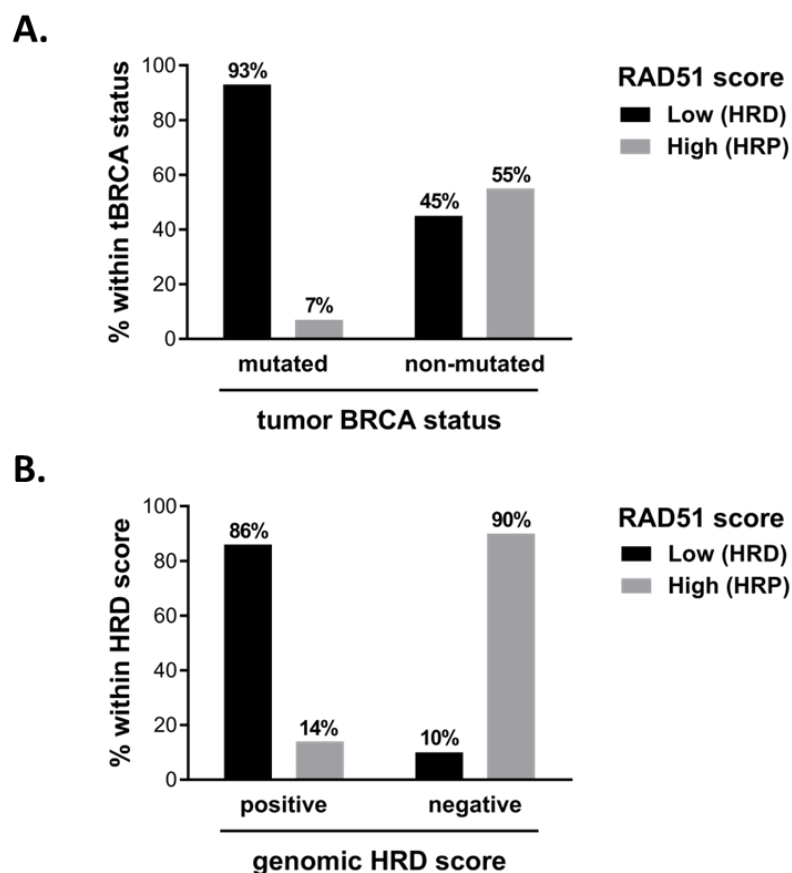 A.
% within tBRCA status
100
80
60
40
20
0
93%
7%
45%
55%
mutated
non-mutated
tumor BRCA status
RAD51 score
Low (HRD)
High (HRP)
B.
% within HRD score
100
80
60
40
20
0
86%
14%
10%
90%
positive
negative
genomic HRD score
RAD51 score
Low (HRD)
High (HRP)